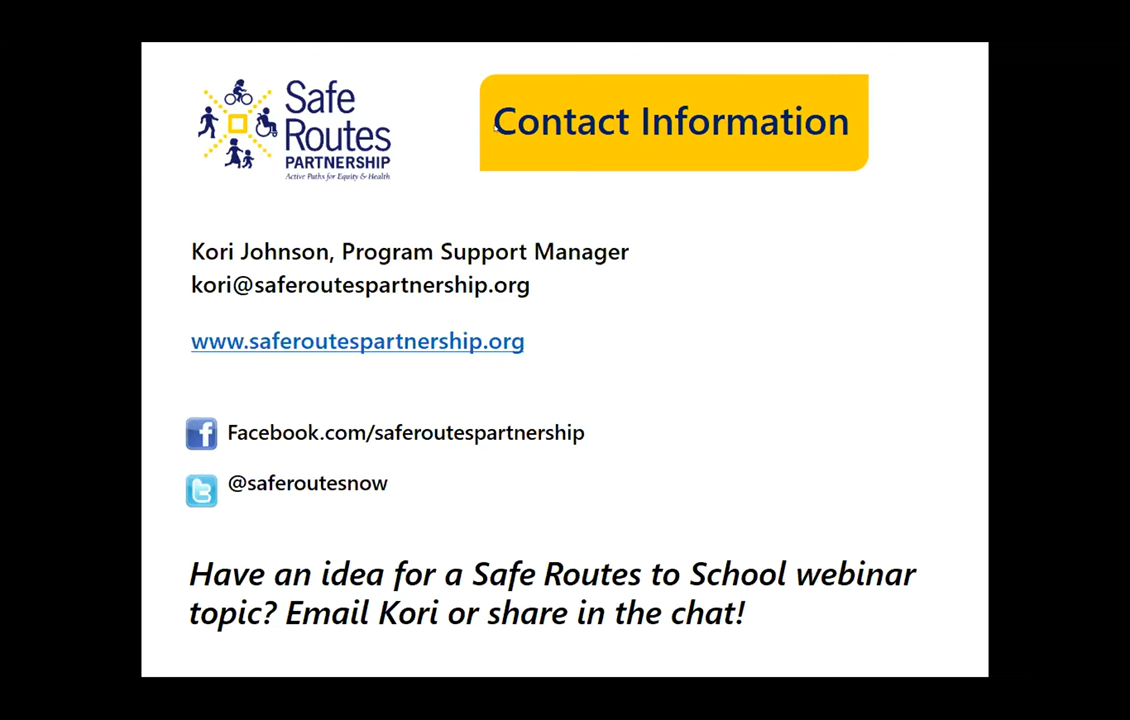 Safe
Routes
PARTNERSHIP
Active Paths for Equity & Health
Contact Information
Kori Johnson, Program Support Manager
kori@saferoutespartnership.org
www.saferoutespartnership.org
f Facebook.com/saferoutespartnership
t @saferoutesnow
Have an idea for a Safe Routes to School webinar
topic? Email Kori or share in the chat!